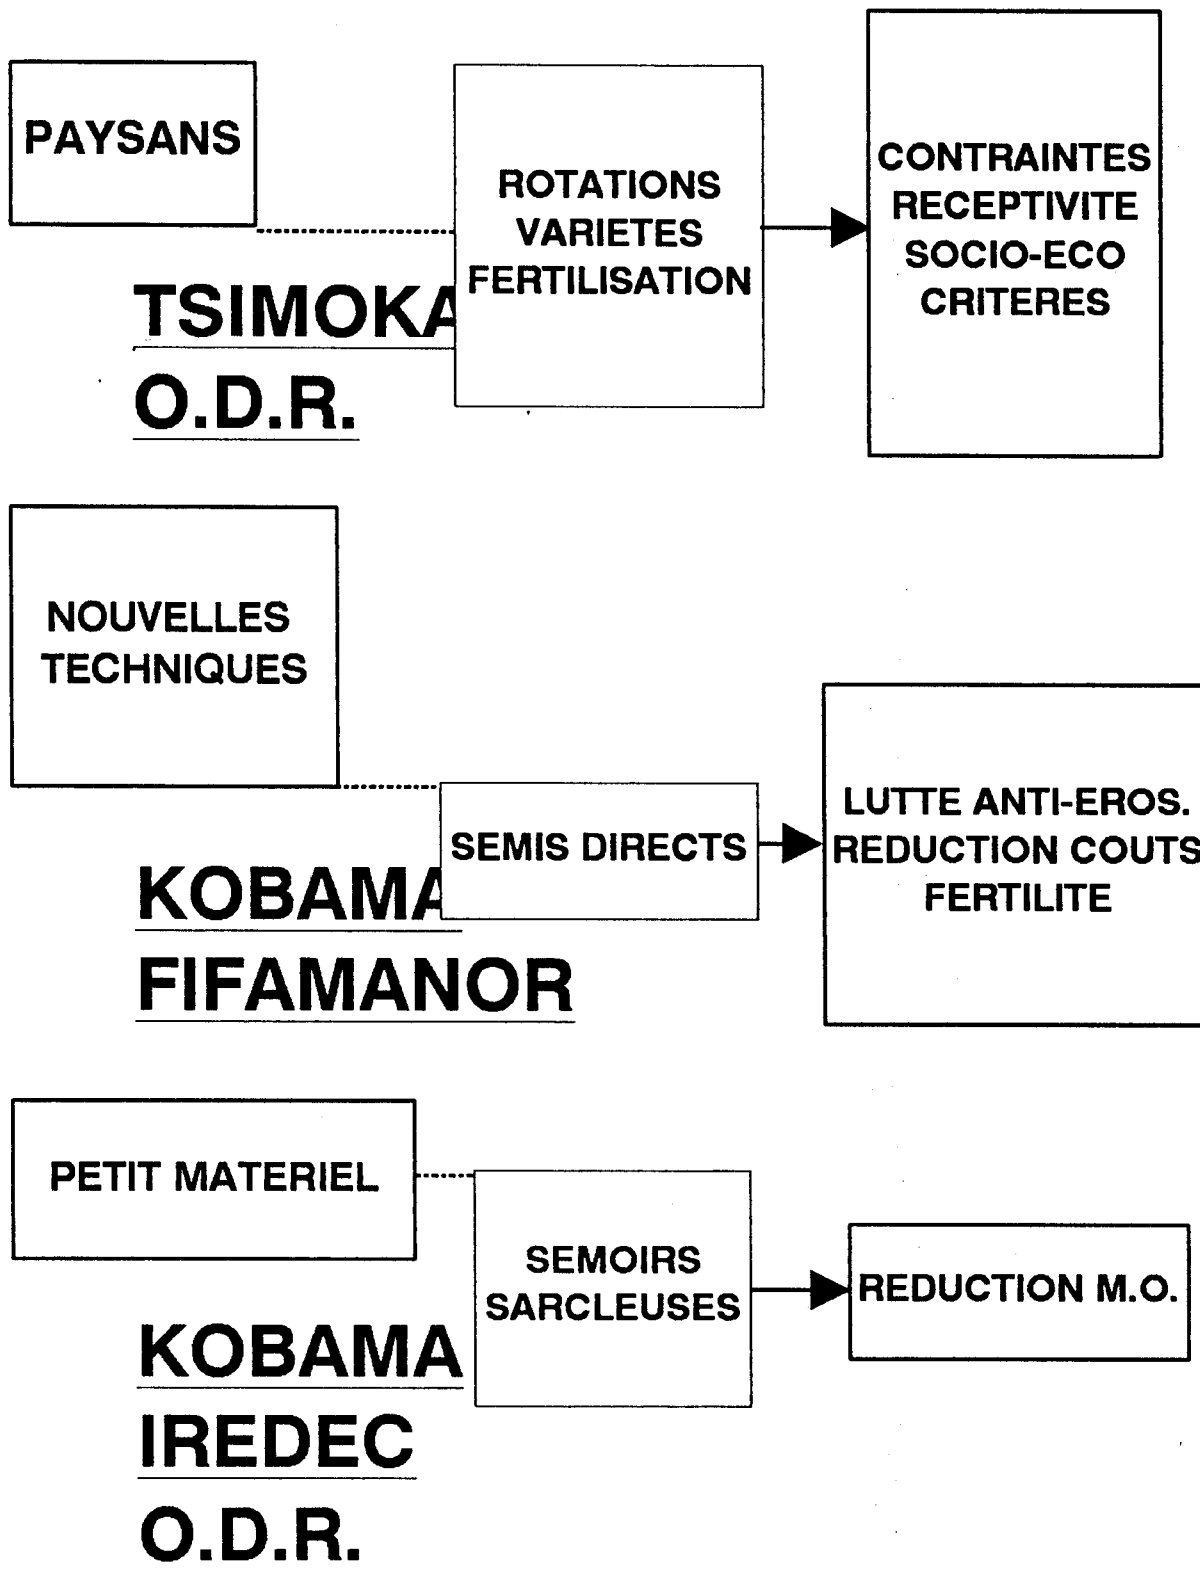 PAYSANS
ROTATIONS
VARIETES
FERTILISATION
CONTRAINTES
RECEPTIVITE
SOCIO-ECO
CRITERES
TSIMOKA
O.D.R.
NOUVELLES
TECHNIQUES
SEMIS DIRECTS
LUTTE ANTI-EROS.
REDUCTION COUTS
FERTILITE
KOBAMA
FIFAMANOR
PETIT MATERIEL
SEMOIRS
SARCLEUSES
REDUCTION M.O.
KOBAMA
IREDEC
O.D.R.